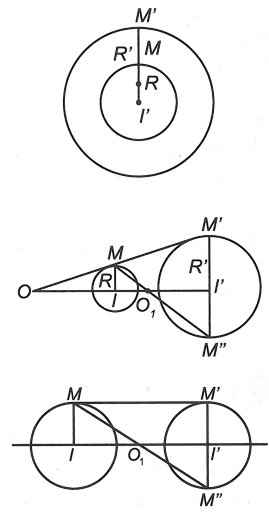 M'
R' M
R
I'
M'
M
R R'
O I O₁ I'
M"
M M'
I O₁ I'
M"